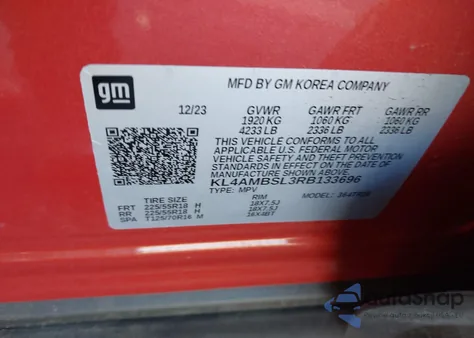 gm
MFD BY GM KOREA COMPANY
12/23 GVWR GAWR FRT GAWR RR
1920 KG 1060 KG 1060 KG
4233 LB 2336 LB 2336 LB
THIS VEHICLE CONFORMS TO ALL
APPLICABLE U.S. FEDERAL MOTOR
VEHICLE SAFETY AND THEFT PREVENTION
STANDARDS IN EFFECT ON THE DATE OF
MANUFACTURE SHOWN ABOVE.
KL4AMBSL3RB133696
TYPE: MPV
TIRE SIZE RIM
FRT 225/55R18 H 18X7.5J
RR 225/55R18 H 18X7.5J
SPA T125/70R16 M 16X4BT
AutoSnap